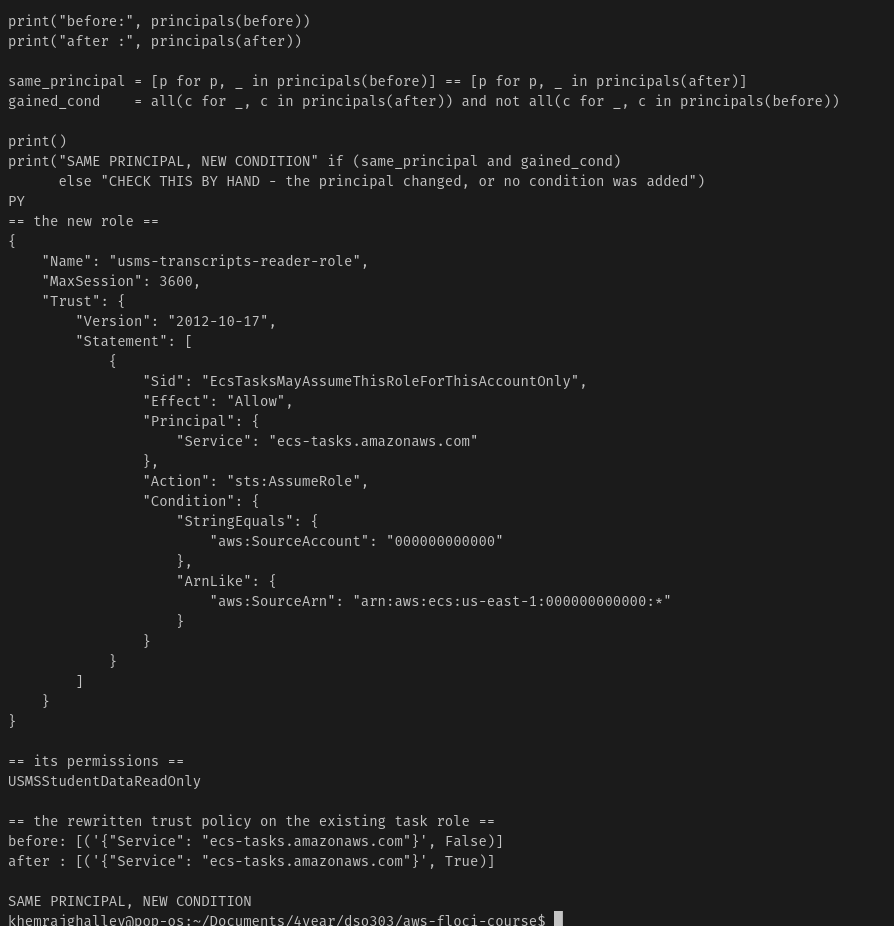 print("before:", principals(before))
print("after :", principals(after))

same_principal = [p for p, _ in principals(before)] == [p for p, _ in principals(after)]
gained_cond    = all(c for _, c in principals(after)) and not all(c for _, c in principals(before))

print()
print("SAME PRINCIPAL, NEW CONDITION" if (same_principal and gained_cond)
      else "CHECK THIS BY HAND - the principal changed, or no condition was added")
PY
== the new role ==
{
    "Name": "usms-transcripts-reader-role",
    "MaxSession": 3600,
    "Trust": {
        "Version": "2012-10-17",
        "Statement": [
            {
                "Sid": "EcsTasksMayAssumeThisRoleForThisAccountOnly",
                "Effect": "Allow",
                "Principal": {
                    "Service": "ecs-tasks.amazonaws.com"
                },
                "Action": "sts:AssumeRole",
                "Condition": {
                    "StringEquals": {
                        "aws:SourceAccount": "000000000000"
                    },
                    "ArnLike": {
                        "aws:SourceArn": "arn:aws:ecs:us-east-1:000000000000:*"
                    }
                }
            }
        ]
    }
}

== its permissions ==
USMSStudentDataReadOnly

== the rewritten trust policy on the existing task role ==
before: [('{"Service": "ecs-tasks.amazonaws.com"}', False)]
after : [('{"Service": "ecs-tasks.amazonaws.com"}', True)]

SAME PRINCIPAL, NEW CONDITION
khemrajghalley@pop-os:~/Documents/4year/dso303/aws-floci-course$